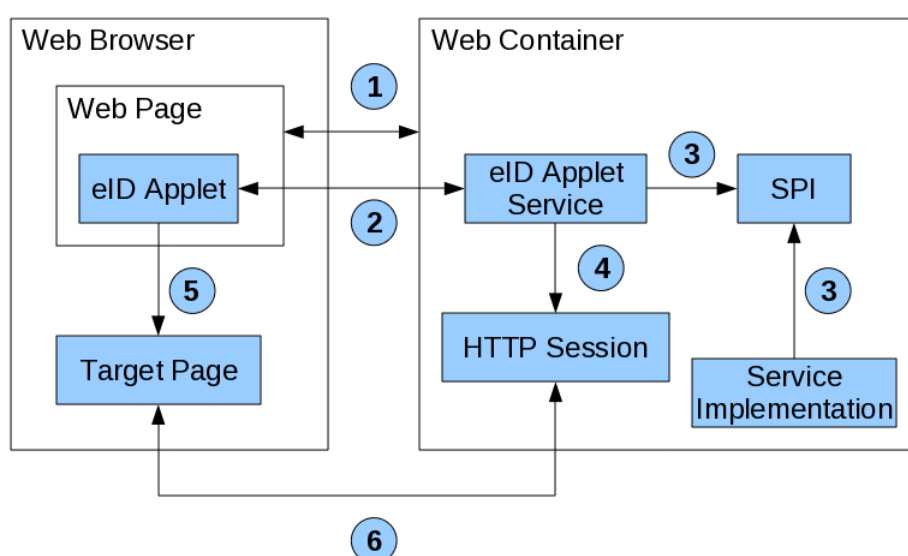 Web Browser
Web Container
1
Web Page
eID Applet
2
eID Applet
Service
3
SPI
5
4
3
Target Page
HTTP Session
Service
Implementation
6